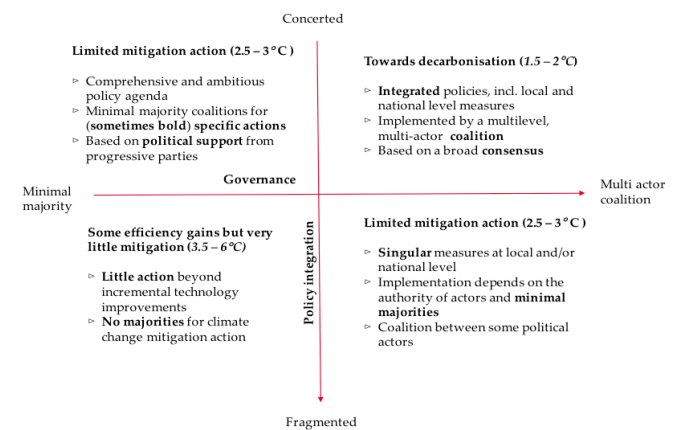 Concerted
Limited mitigation action (2.5 – 3°C )
▻ Comprehensive and ambitious
policy agenda
▻ Minimal majority coalitions for
(sometimes bold) specific actions
▻ Based on political support from
progressive parties
Towards decarbonisation (1.5 – 2°C)
▻ Integrated policies, incl. local and
national level measures
▻ Implemented by a multilevel,
multi-actor coalition
▻ Based on a broad consensus
Governance
Minimal
majority
Multi actor
coalition
Some efficiency gains but very
little mitigation (3.5 – 6°C)
▻ Little action beyond
incremental technology
improvements
▻ No majorities for climate
change mitigation action
Policy integration
Limited mitigation action (2.5 – 3°C )
▻ Singular measures at local and/or
national level
▻ Implementation depends on the
authority of actors and minimal
majorities
▻ Coalition between some political
actors
Fragmented